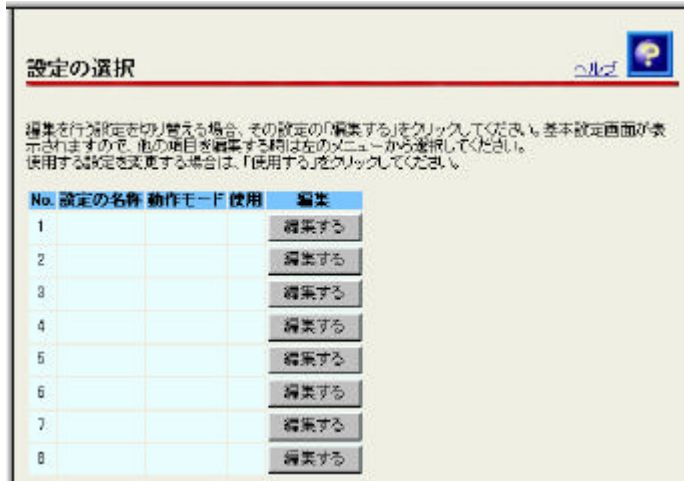 設定の選択
ヘルプ
編集を行う設定を切り替える場合、その設定の「編集する」をクリックしてください。基本設定画面が表
示されますので、他の項目を編集する時は左のメニューから選択してください。
使用する設定を変更する場合は、「使用する」をクリックしてください。
No. 設定の名称 動作モード 使用 編集
1 編集する
2 編集する
3 編集する
4 編集する
5 編集する
6 編集する
7 編集する
8 編集する